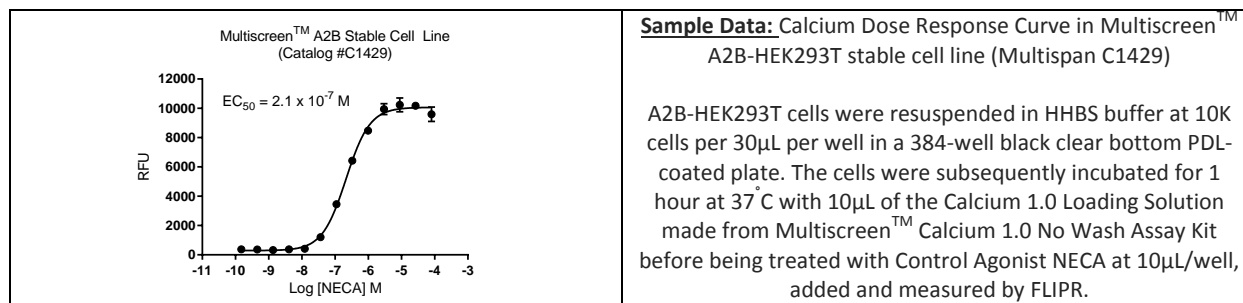 Multiscreen™ A2B Stable Cell Line
(Catalog #C1429)
12000
10000
8000
6000
4000
2000
0
RFU
EC50 = 2.1 x 10-7 M
-11 -10 -9 -8 -7 -6 -5 -4 -3
Log [NECA] M
Sample Data: Calcium Dose Response Curve in Multiscreen™
A2B-HEK293T stable cell line (Multispan C1429)
A2B-HEK293T cells were resuspended in HHBS buffer at 10K
cells per 30µL per well in a 384-well black clear bottom PDL-
coated plate. The cells were subsequently incubated for 1
hour at 37°C with 10µL of the Calcium 1.0 Loading Solution
made from Multiscreen™ Calcium 1.0 No Wash Assay Kit
before being treated with Control Agonist NECA at 10µL/well,
added and measured by FLIPR.